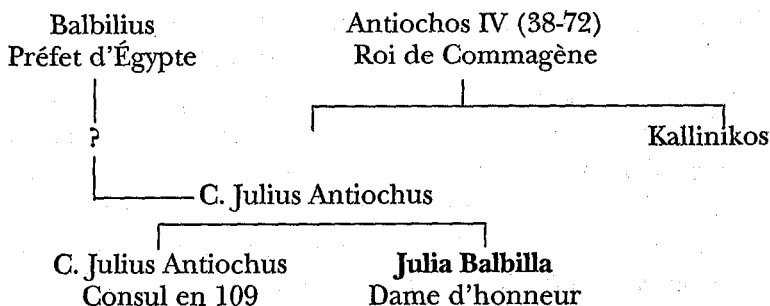 Balbilius
Préfet d'Égypte
Antiochos IV (38-72)
Roi de Commagène
?
Kallinikos
C. Julius Antiochus
C. Julius Antiochus
Consul en 109
Julia Balbilla
Dame d'honneur